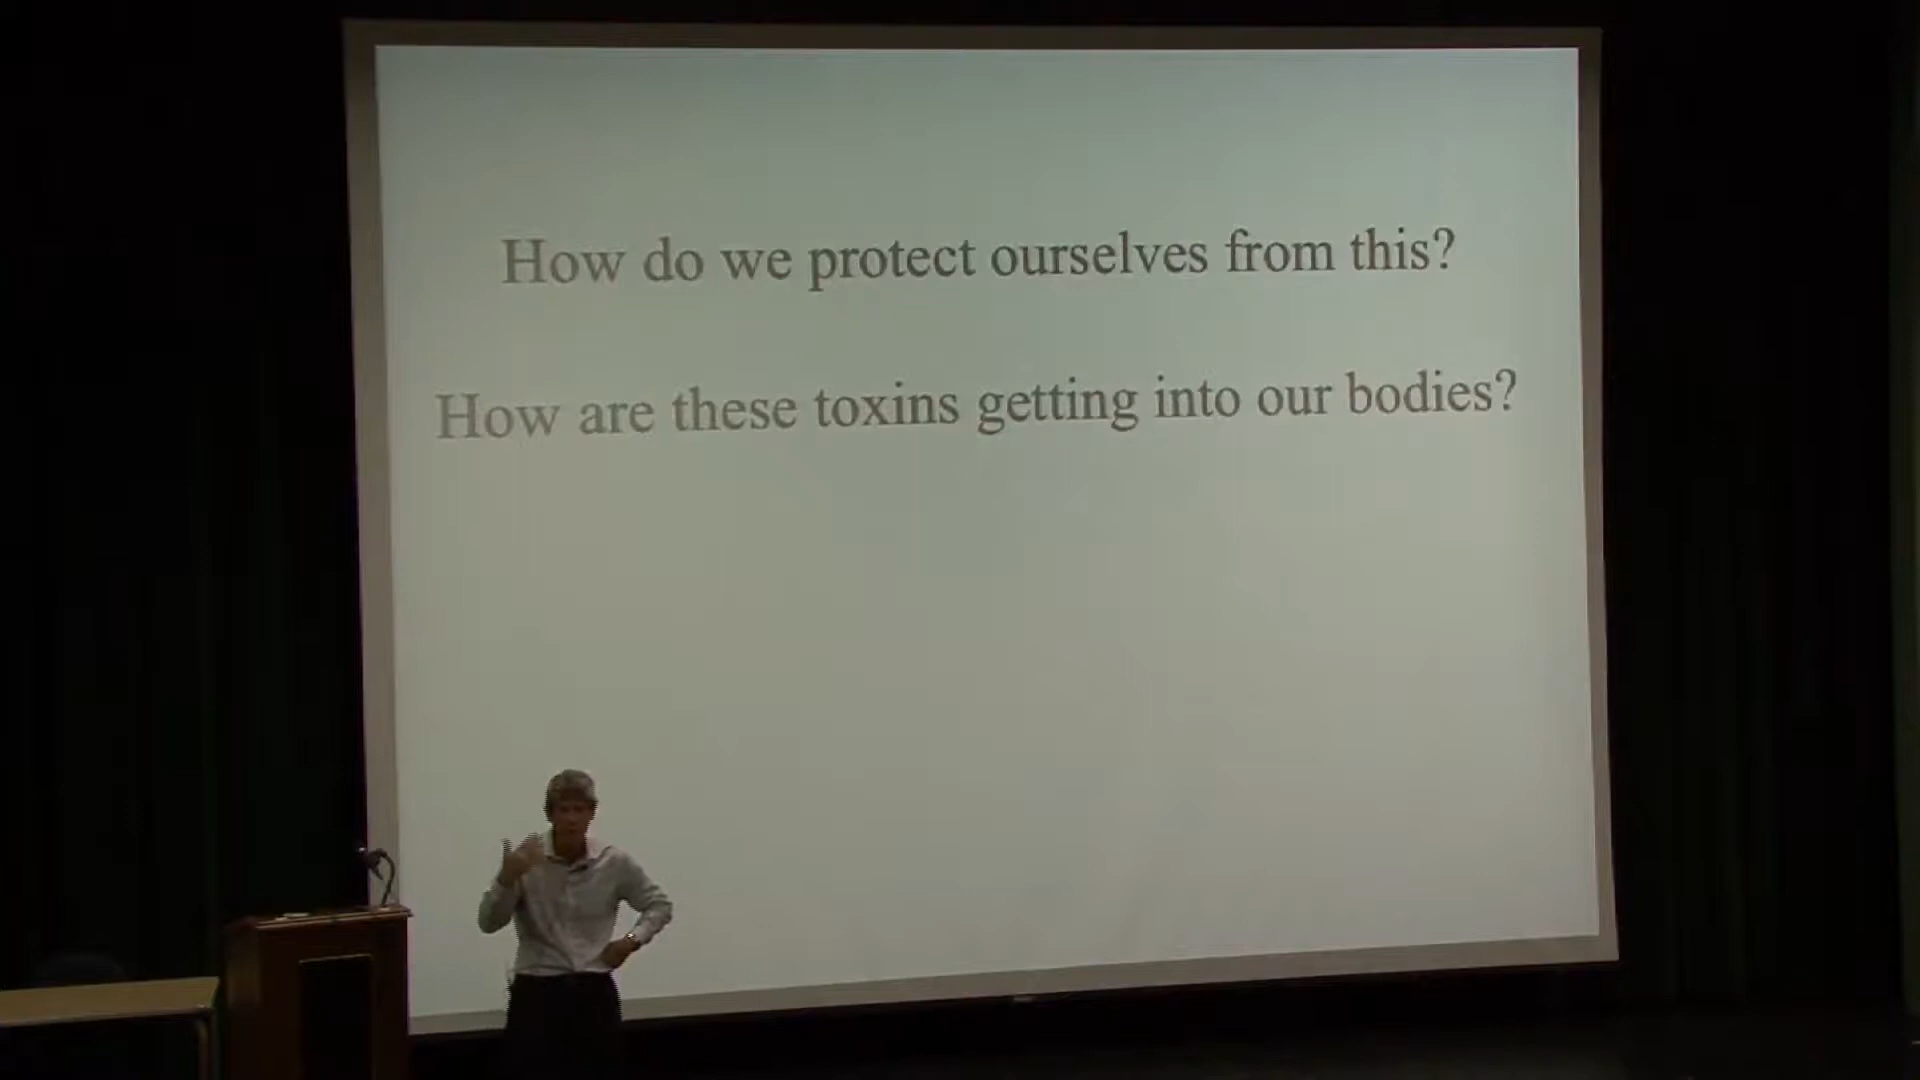 How do we protect ourselves from this?
How are these toxins getting into our bodies?